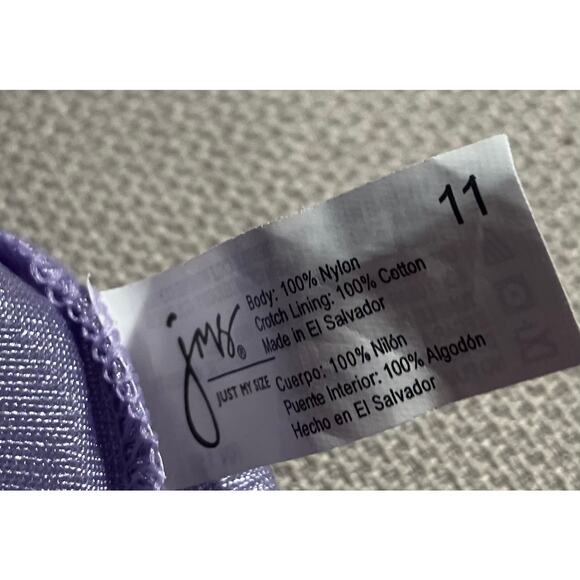 11
jms®
JUST MY SIZE
Body: 100% Nylon
Crotch Lining: 100% Cotton
Made in El Salvador
Cuerpo: 100% Nilón
Puente Interior: 100% Algodón
Hecho en El Salvador